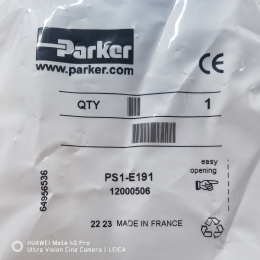 Parker
www.parker.com
CE
QTY 1
64956536
PS1-E191
12000506
easy
opening
22 23 MADE IN FRANCE
HUAWEI Mate 40 Pro
Ultra Vision Cine Camera | LEICA